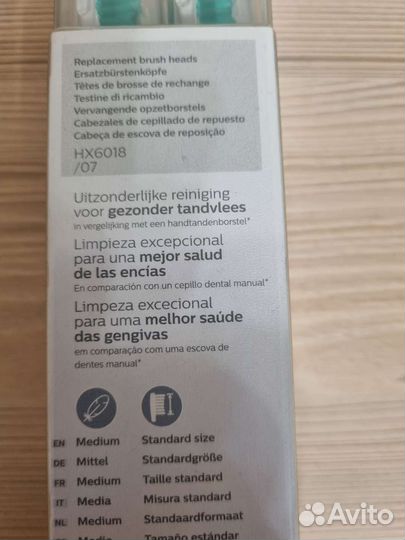 Replacement brush heads
Ersatzbürstenköpfe
Têtes de brosse de rechange
Testine di ricambio
Vervangende opzetborstels
Cabezales de cepillado de repuesto
Cabeça de escova de reposição
HX6018
/07
Uitzonderlijke reiniging
voor gezonder tandvlees
in vergelijking met een handtandenborstel*
Limpieza excepcional
para una mejor salud
de las encías
En comparación con un cepillo dental manual*
Limpeza excecional
para uma melhor saúde
das gengivas
em comparação com uma escova de
dentes manual*
EN Medium Standard size
DE Mittel Standardgröße
FR Medium Taille standard
IT Media Misura standard
NL Medium Standaardformaat
Media Tamaño estándar
Avito